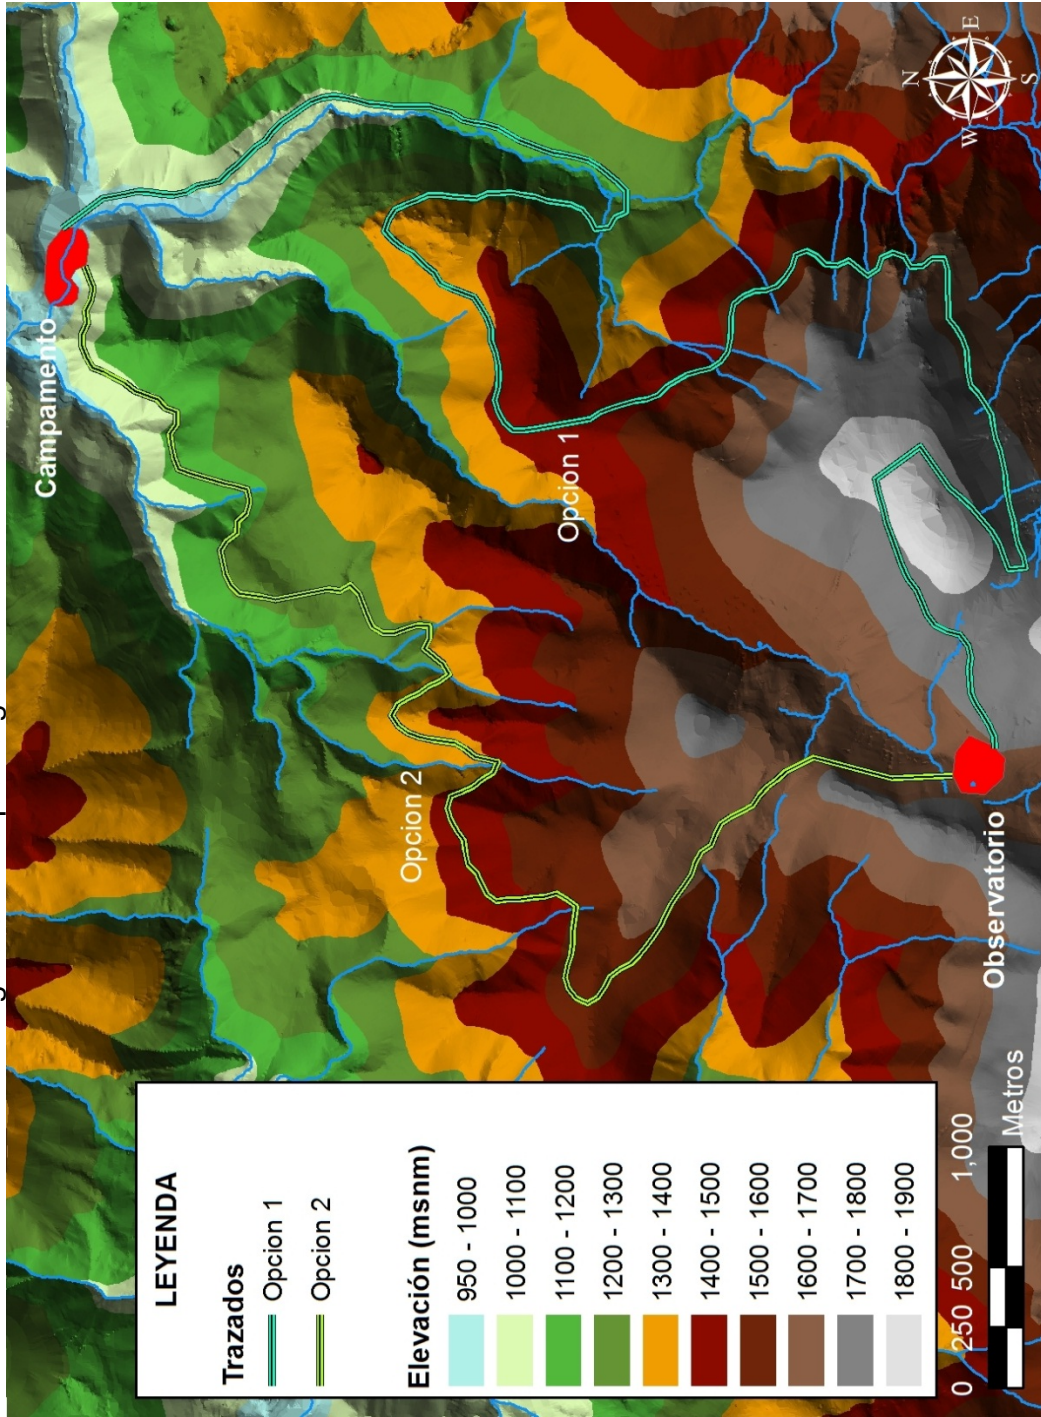 Campamento
Opcion 1
Opcion 2
Observatorio
N
E
S
W
LEYENDA
Trazados
Opcion 1
Opcion 2
Elevación (msnm)
950 - 1000
1000 - 1100
1100 - 1200
1200 - 1300
1300 - 1400
1400 - 1500
1500 - 1600
1600 - 1700
1700 - 1800
1800 - 1900
0 250 500 1,000
Metros